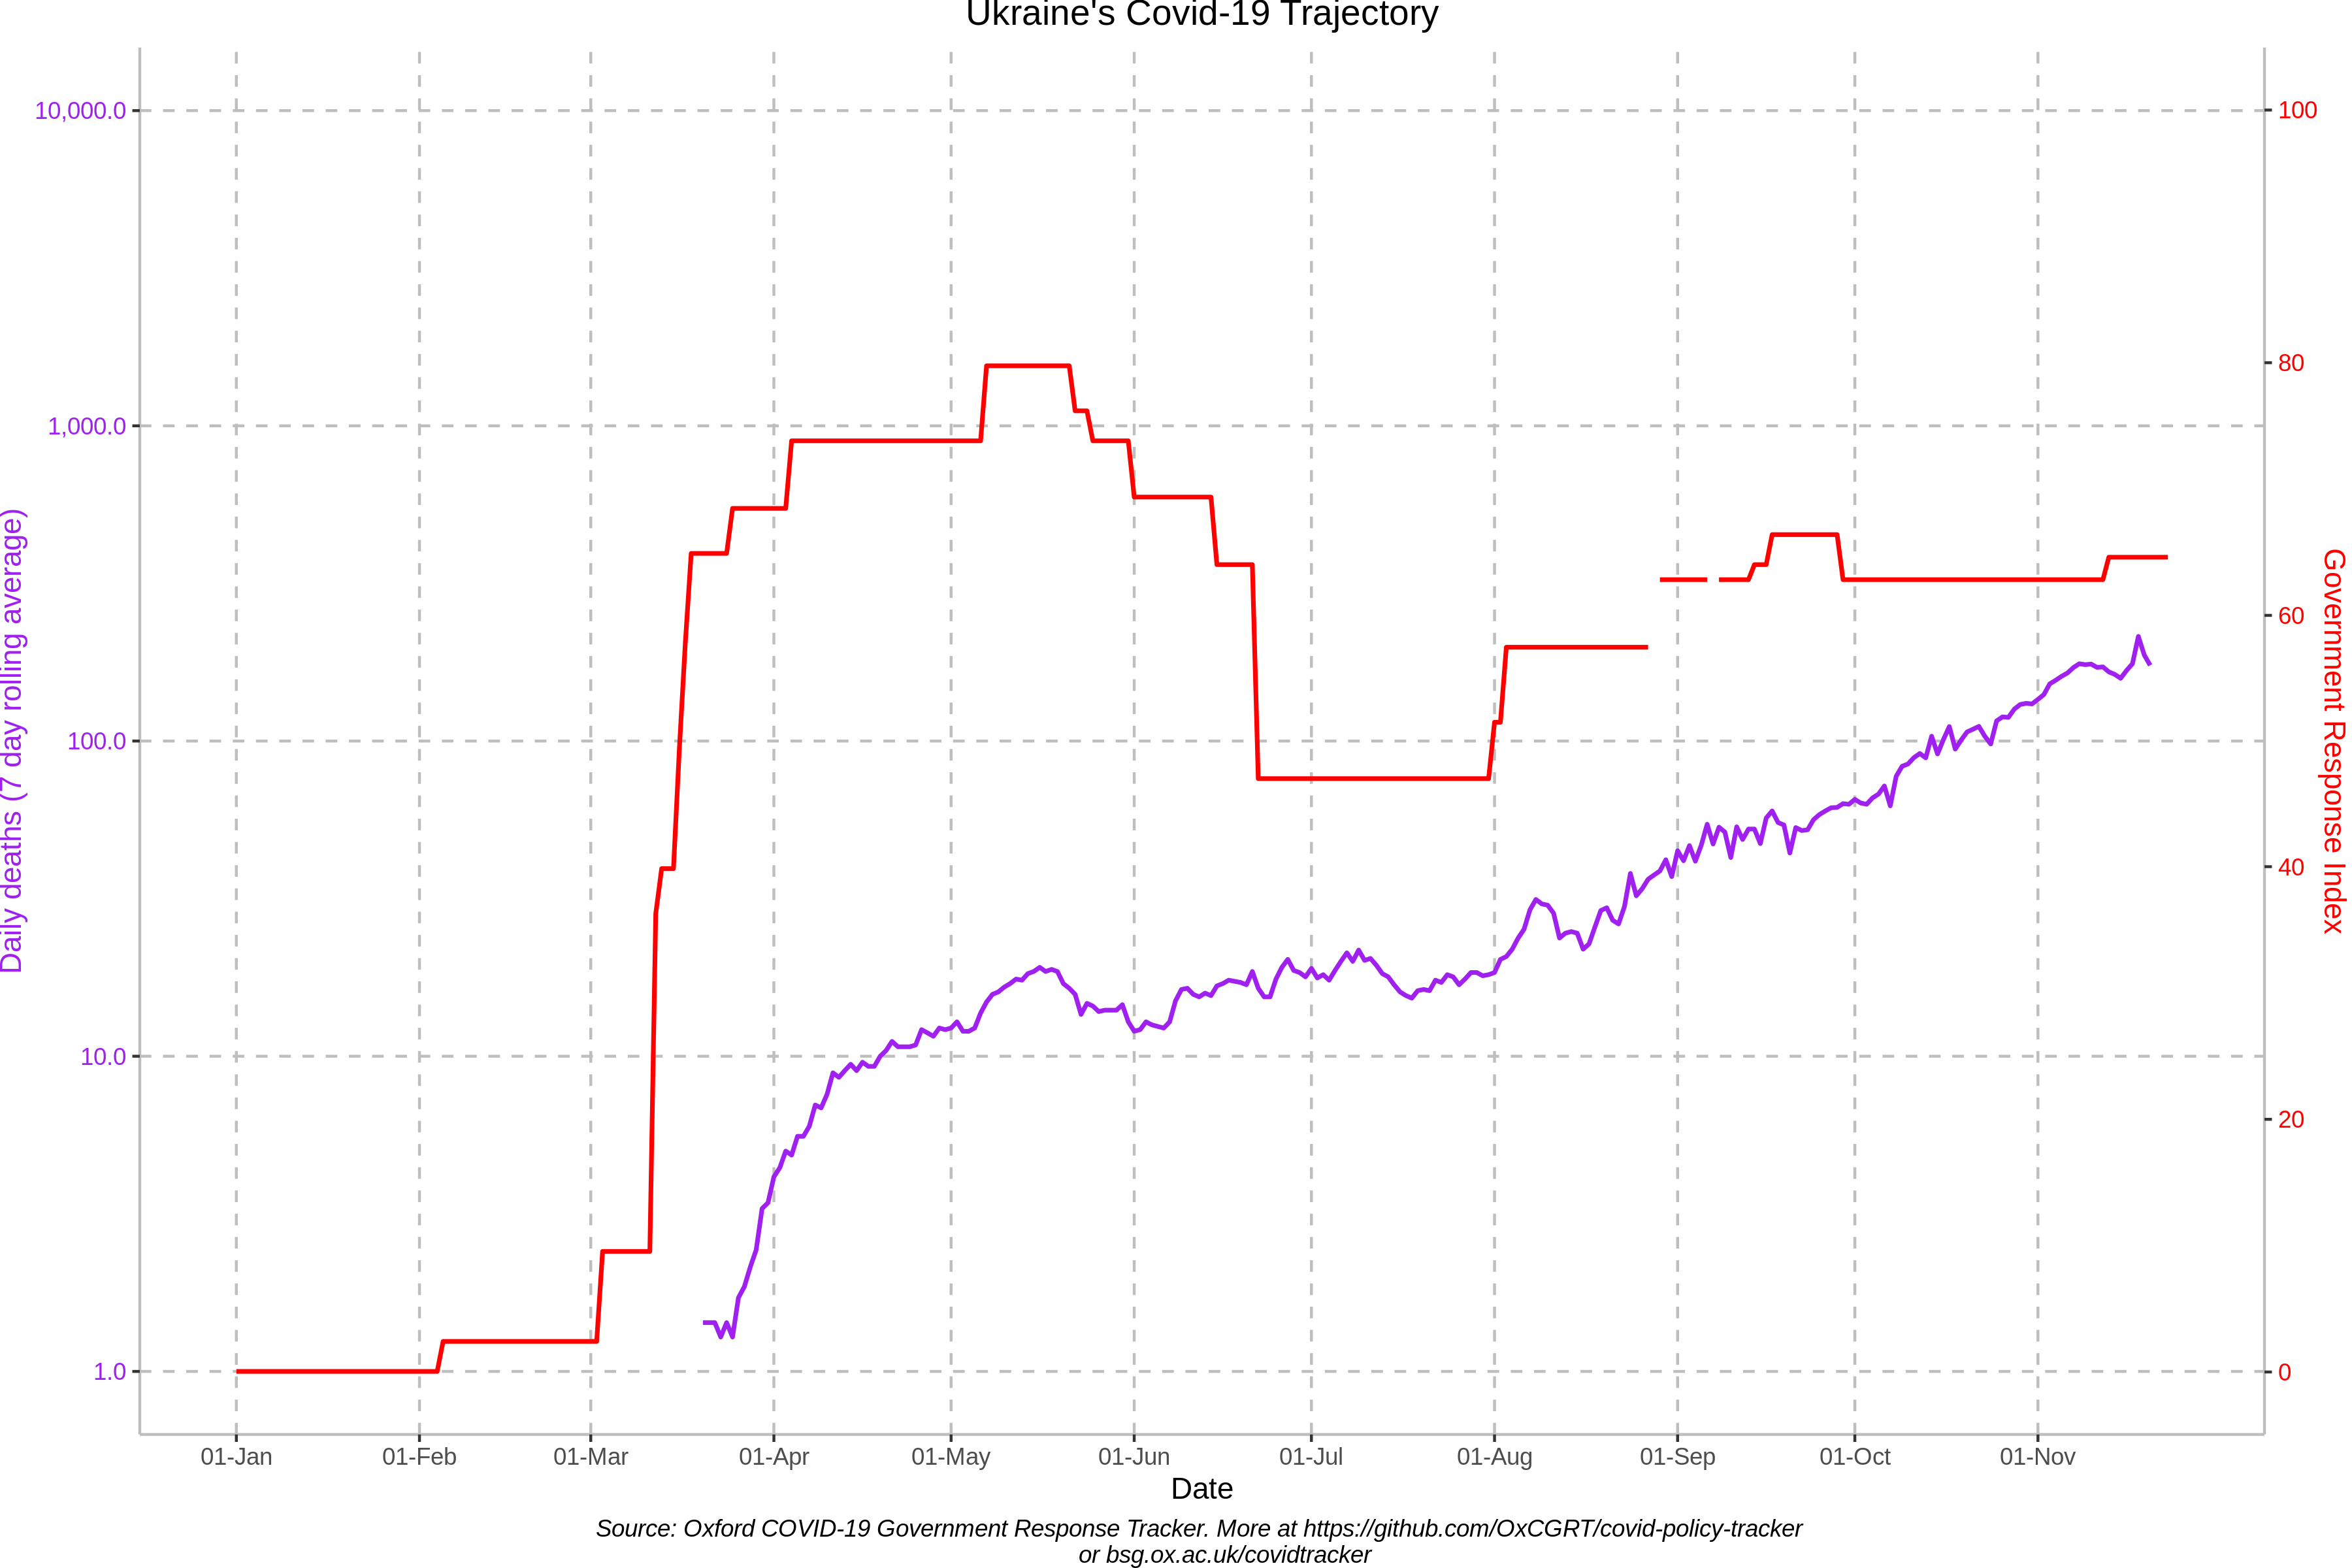 Ukraine's Covid-19 Trajectory
Daily deaths (7 day rolling average)
10,000.0
1,000.0
100.0
10.0
1.0
100
80
60
40
20
0
Government Response Index
01-Jan 01-Feb 01-Mar 01-Apr 01-May 01-Jun 01-Jul 01-Aug 01-Sep 01-Oct 01-Nov
Date
Source: Oxford COVID-19 Government Response Tracker. More at https://github.com/OxCGRT/covid-policy-tracker
or bsg.ox.ac.uk/covidtracker